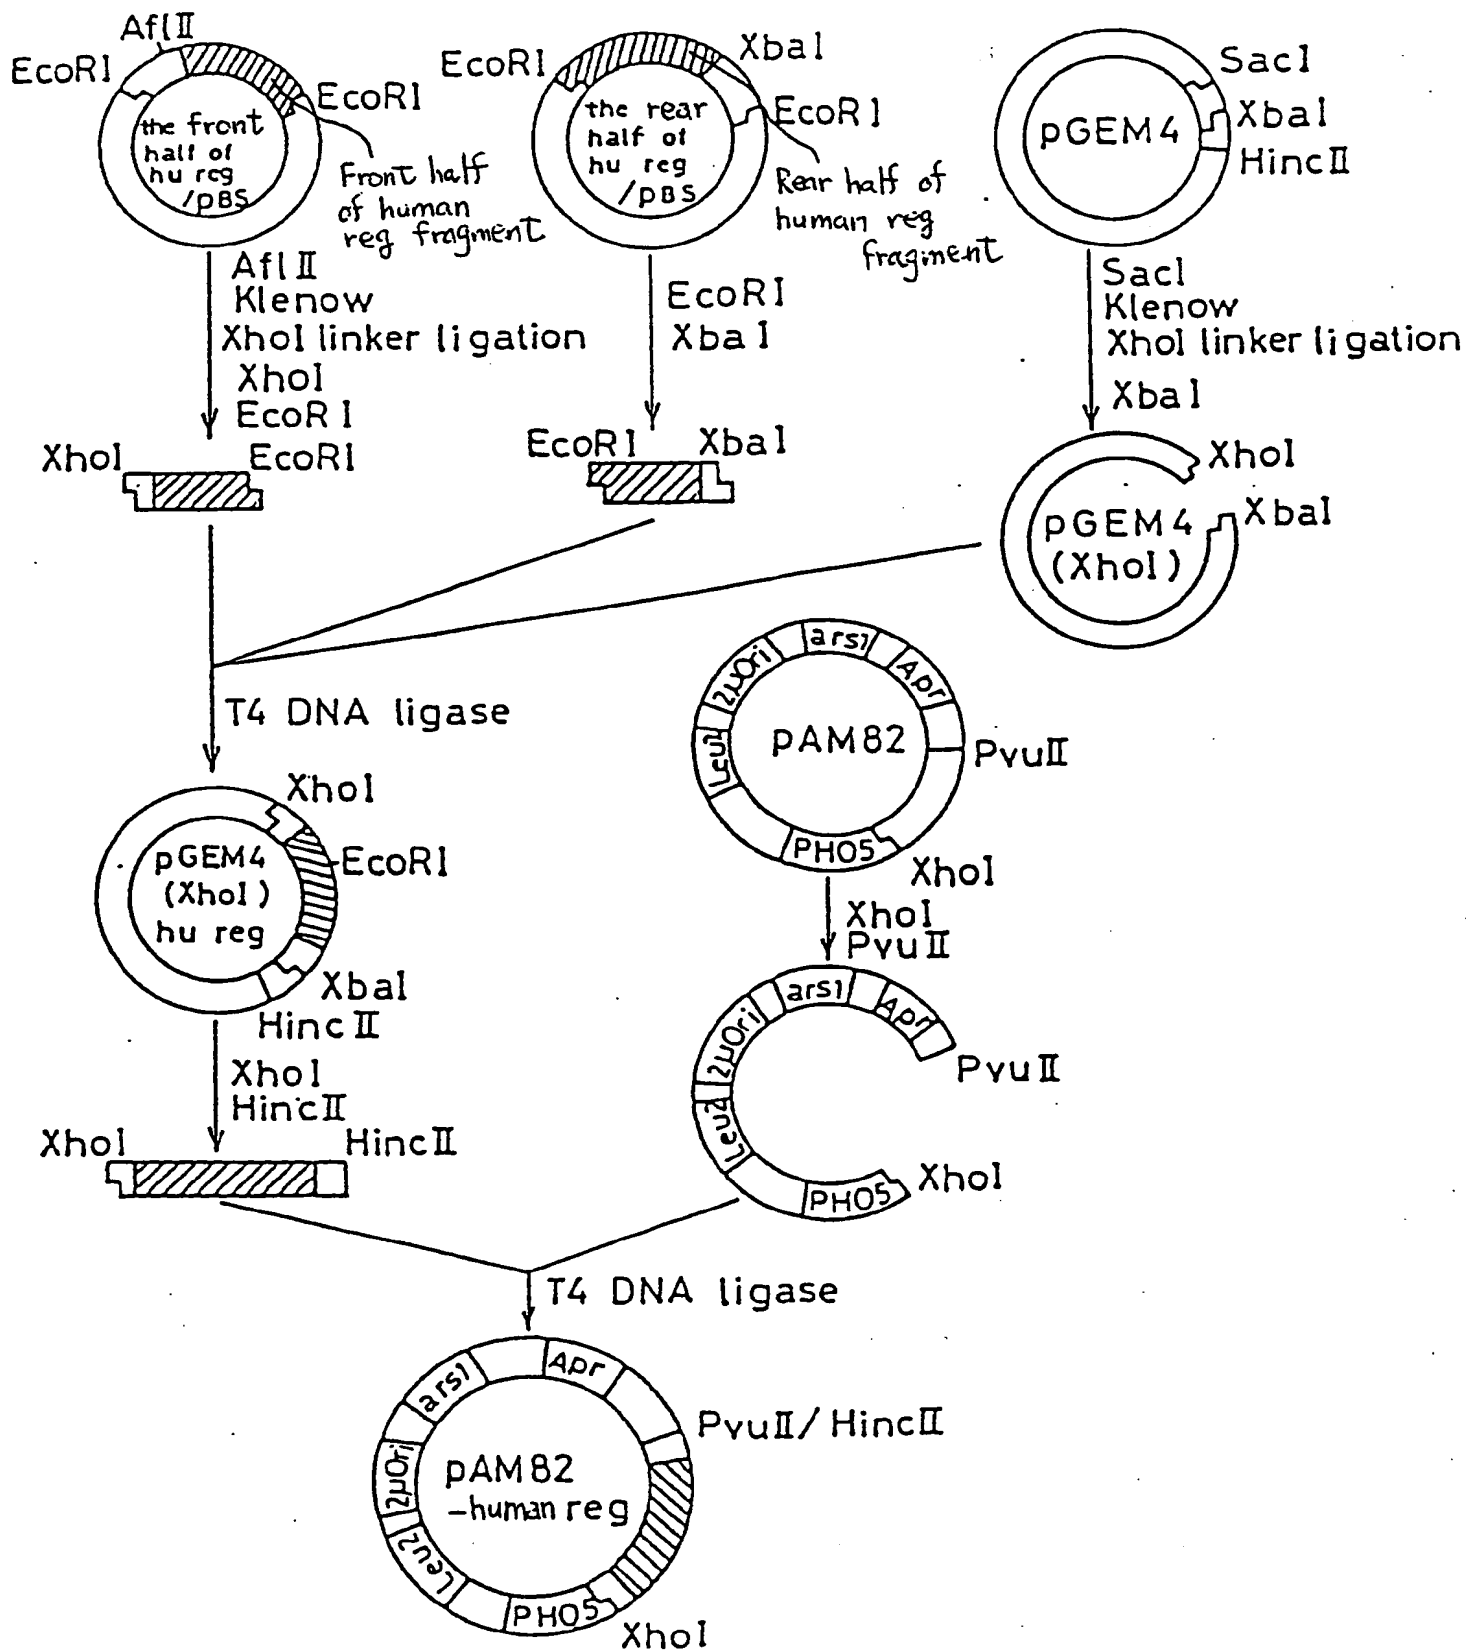 AflⅡ
EcoRI
EcoRI
the front
half of
hu reg
/pBS
Front half
of human
reg fragment
EcoRI
XbaI
EcoRI
the rear
half of
hu reg
/pBS
Rear half of
human reg
fragment
SacI
XbaI
HincⅡ
pGEM4
AflⅡ
Klenow
XhoI linker ligation
XhoI
EcoRI
EcoRI
XbaI
SacI
Klenow
XhoI linker ligation
XbaI
XhoI
EcoRI
EcoRI
XbaI
XhoI
XbaI
pGEM4
(XhoI)
T4 DNA ligase
ars1
Apr
2μOri
Leu2
pAM82
PvuⅡ
PHO5
XhoI
XhoI
EcoRI
pGEM4
(XhoI)
hu reg
XbaI
HincⅡ
XhoI
PvuⅡ
ars1
Apr
2μOri
Leu2
PvuⅡ
PHO5
XhoI
XhoI
HincⅡ
XhoI
HincⅡ
T4 DNA ligase
Apr
ars1
2μOri
Leu2
PvuⅡ/HincⅡ
pAM82
-human reg
PHO5
XhoI